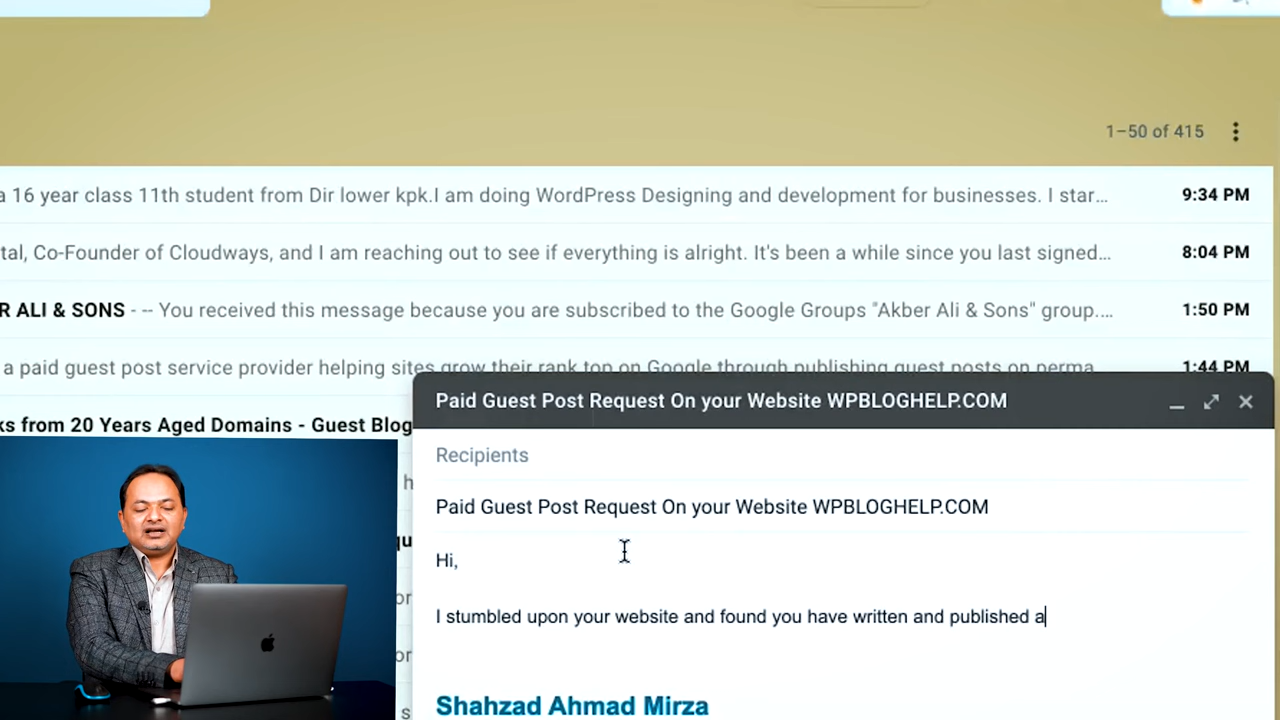 1–50 of 415
a 16 year class 11th student from Dir lower kpk.I am doing WordPress Designing and development for businesses. I star… 9:34 PM
tal, Co-Founder of Cloudways, and I am reaching out to see if everything is alright. It's been a while since you last signed… 8:04 PM
R ALI & SONS - -- You received this message because you are subscribed to the Google Groups "Akber Ali & Sons" group.… 1:50 PM
a paid guest post service provider helping sites grow their rank top on Google through publishing guest posts on perma 1:44 PM
ks from 20 Years Aged Domains - Guest Blog
Paid Guest Post Request On your Website WPBLOGHELP.COM
Recipients
Paid Guest Post Request On your Website WPBLOGHELP.COM
Hi,
I stumbled upon your website and found you have written and published a
Shahzad Ahmad Mirza